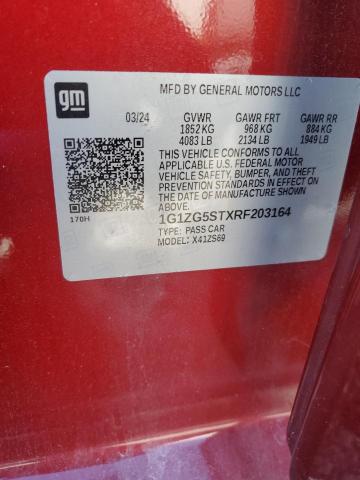 gm
MFD BY GENERAL MOTORS LLC
03/24 GVWR GAWR FRT GAWR RR
1852 KG 968 KG 884 KG
4083 LB 2134 LB 1949 LB
THIS VEHICLE CONFORMS TO ALL
APPLICABLE U.S. FEDERAL MOTOR
VEHICLE SAFETY, BUMPER, AND THEFT
PREVENTION STANDARDS IN EFFECT ON
THE DATE OF MANUFACTURE SHOWN ABOVE.
170H
1G1ZG5STXRF203164
TYPE: PASS CAR
MODEL: X41ZS69